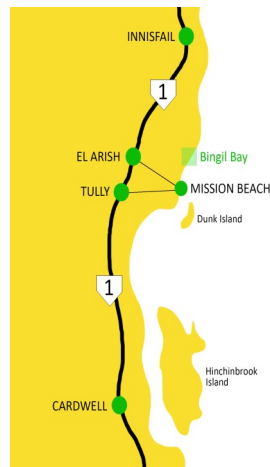 INNISFAIL
1
EL ARISH
Bingil Bay
TULLY
MISSION BEACH
Dunk Island
1
Hinchinbrook
Island
CARDWELL